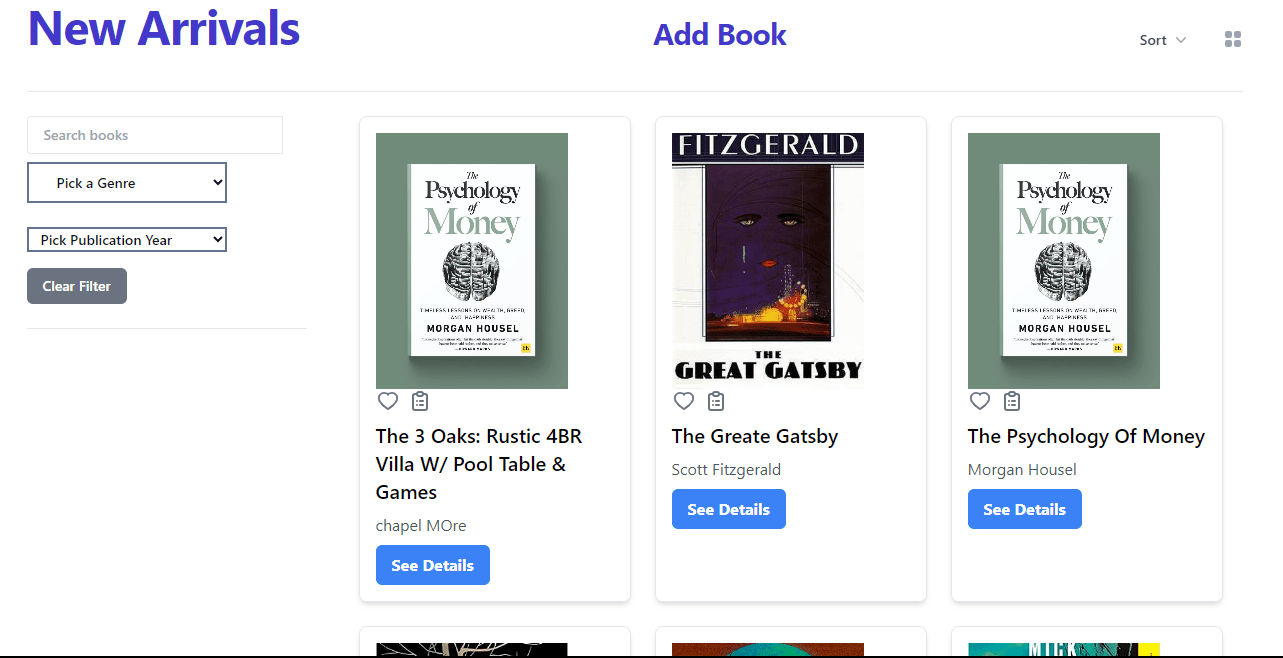 New Arrivals
Add Book
Sort
Search books
Pick a Genre
Pick Publication Year
Clear Filter
The
Psychology
of
Money
TIMELESS LESSONS ON WEALTH, GREED,
AND HAPPINESS
MORGAN HOUSEL
The 3 Oaks: Rustic 4BR
Villa W/ Pool Table &
Games
chapel MOre
See Details
FITZGERALD
THE
GREAT GATSBY
The Greate Gatsby
Scott Fitzgerald
See Details
The
Psychology
of
Money
TIMELESS LESSONS ON WEALTH, GREED,
AND HAPPINESS
MORGAN HOUSEL
The Psychology Of Money
Morgan Housel
See Details